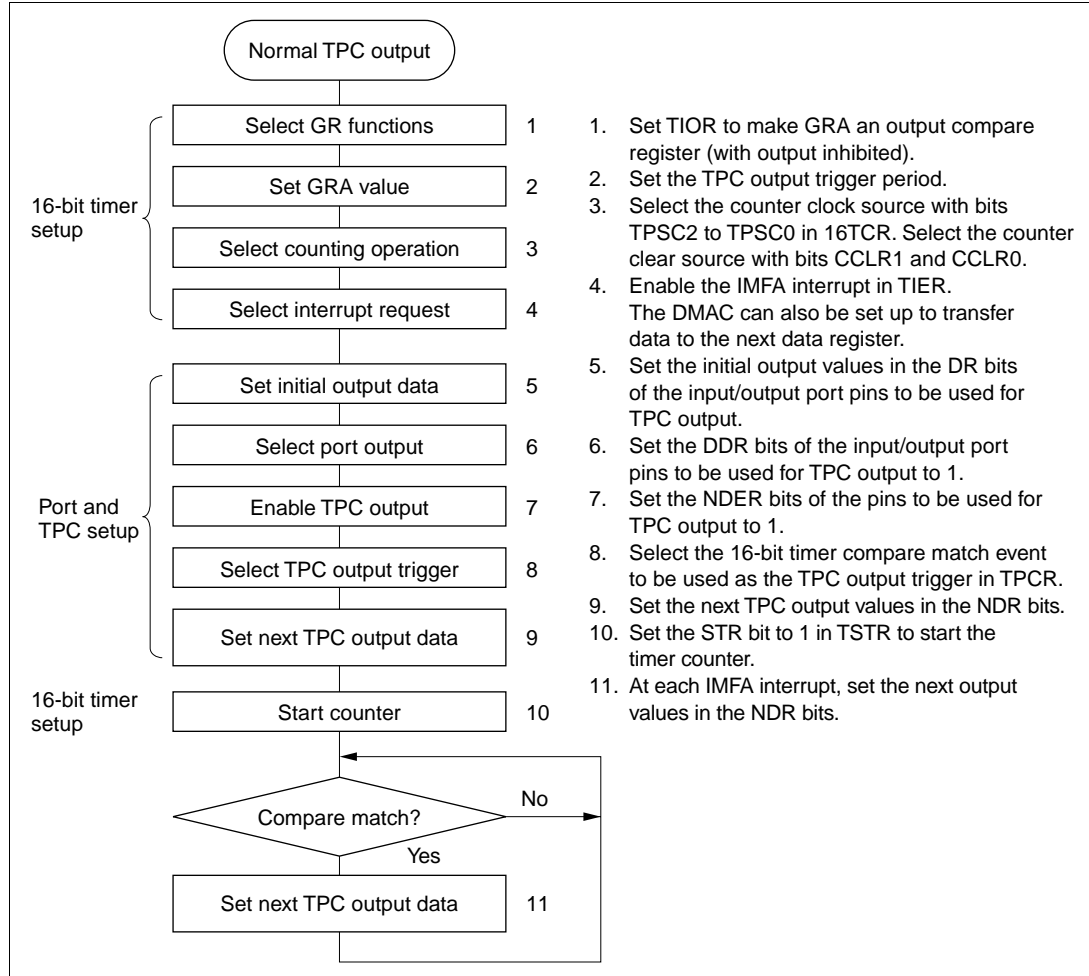 Normal TPC output
16-bit timer
setup
Select GR functions 1
Set GRA value 2
Select counting operation 3
Select interrupt request 4
Port and
TPC setup
Set initial output data 5
Select port output 6
Enable TPC output 7
Select TPC output trigger 8
Set next TPC output data 9
16-bit timer
setup
Start counter 10
Compare match?
No
Yes
Set next TPC output data 11
1. Set TIOR to make GRA an output compare
register (with output inhibited).
2. Set the TPC output trigger period.
3. Select the counter clock source with bits
TPSC2 to TPSC0 in 16TCR. Select the counter
clear source with bits CCLR1 and CCLR0.
4. Enable the IMFA interrupt in TIER.
The DMAC can also be set up to transfer
data to the next data register.
5. Set the initial output values in the DR bits
of the input/output port pins to be used for
TPC output.
6. Set the DDR bits of the input/output port
pins to be used for TPC output to 1.
7. Set the NDER bits of the pins to be used for
TPC output to 1.
8. Select the 16-bit timer compare match event
to be used as the TPC output trigger in TPCR.
9. Set the next TPC output values in the NDR bits.
10. Set the STR bit to 1 in TSTR to start the
timer counter.
11. At each IMFA interrupt, set the next output
values in the NDR bits.